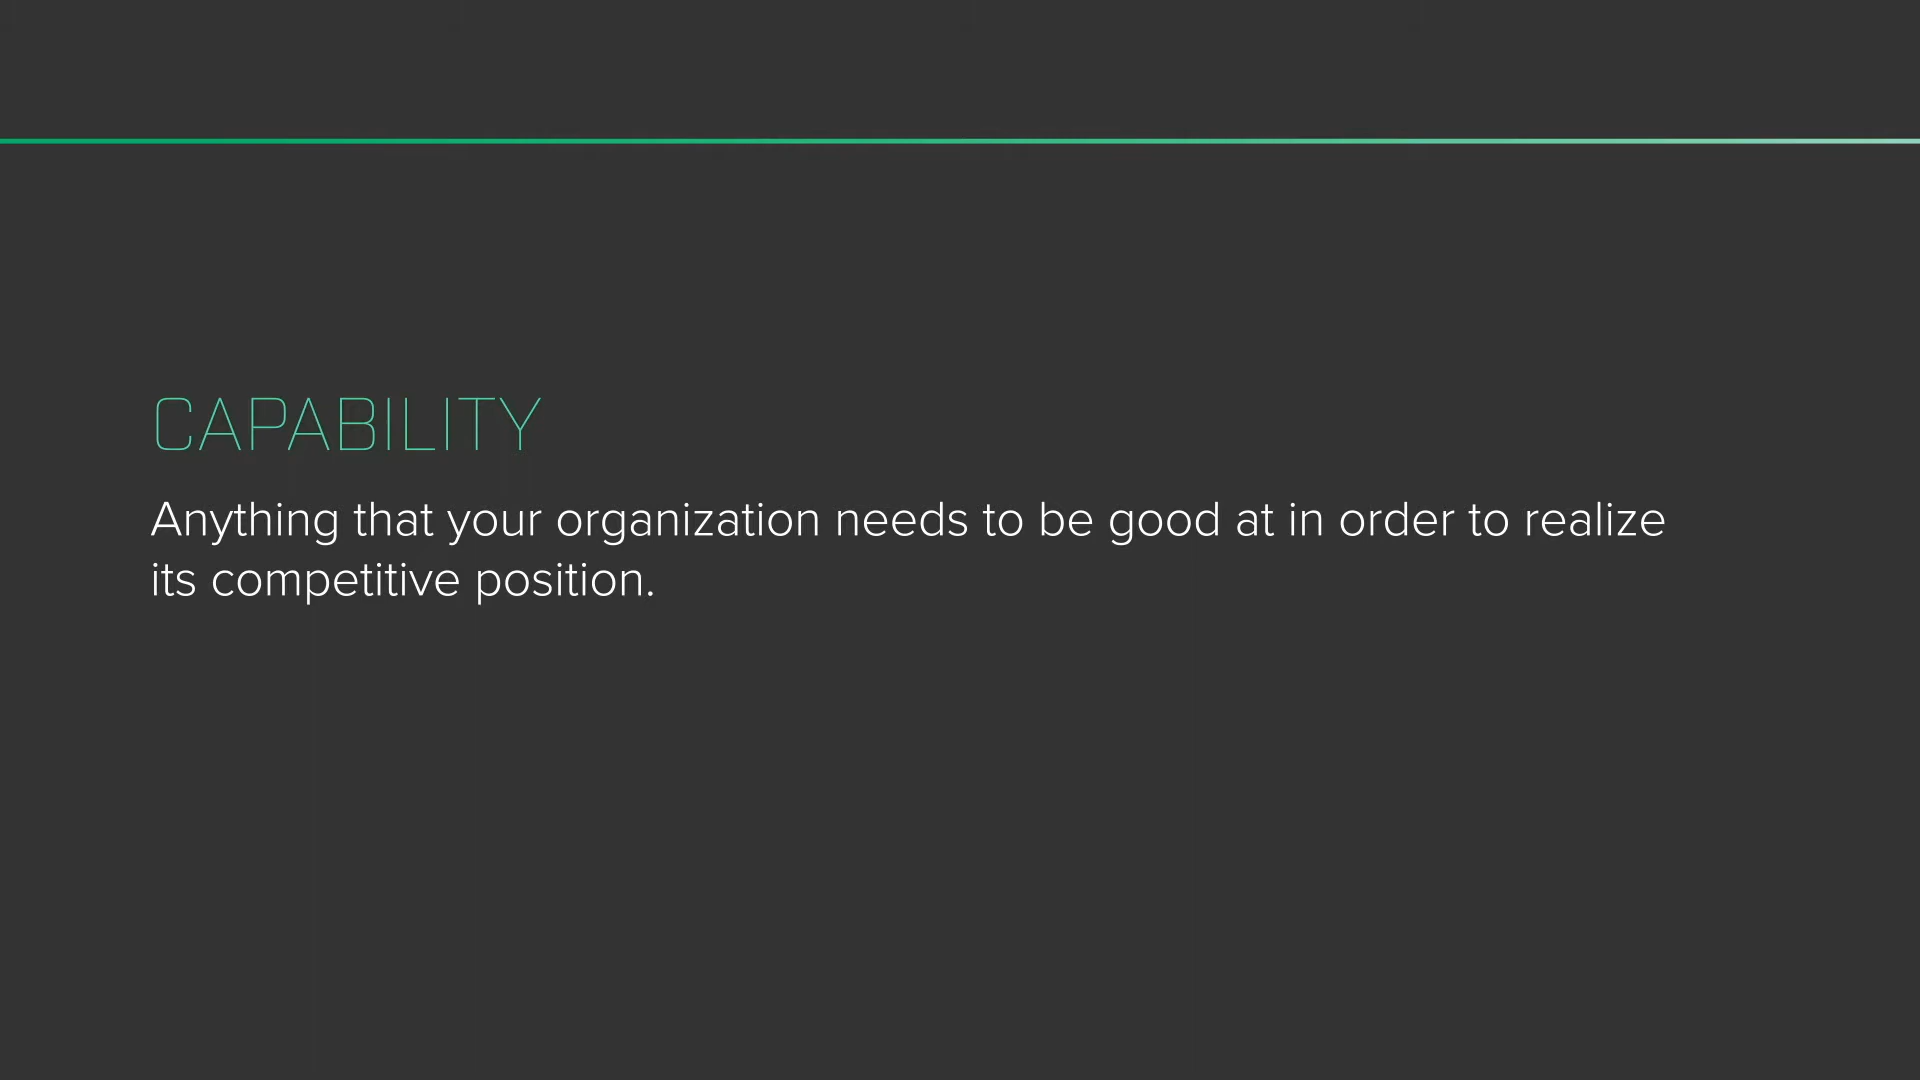 CAPABILITY
Anything that your organization needs to be good at in order to realize
its competitive position.